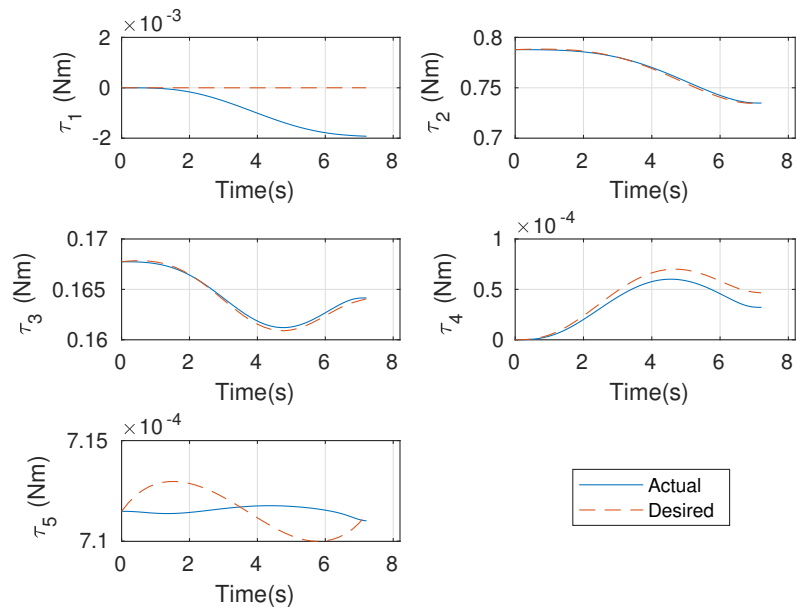 × 10⁻³
2
0
-2
τ₁ (Nm)
0 2 4 6 8
Time(s)
0.8
0.75
0.7
τ₂ (Nm)
0 2 4 6 8
Time(s)
0.17
0.165
0.16
τ₃ (Nm)
0 2 4 6 8
Time(s)
× 10⁻⁴
1
0.5
0
τ₄ (Nm)
0 2 4 6 8
Time(s)
× 10⁻⁴
7.15
7.1
τ₅ (Nm)
0 2 4 6 8
Time(s)
Actual
Desired